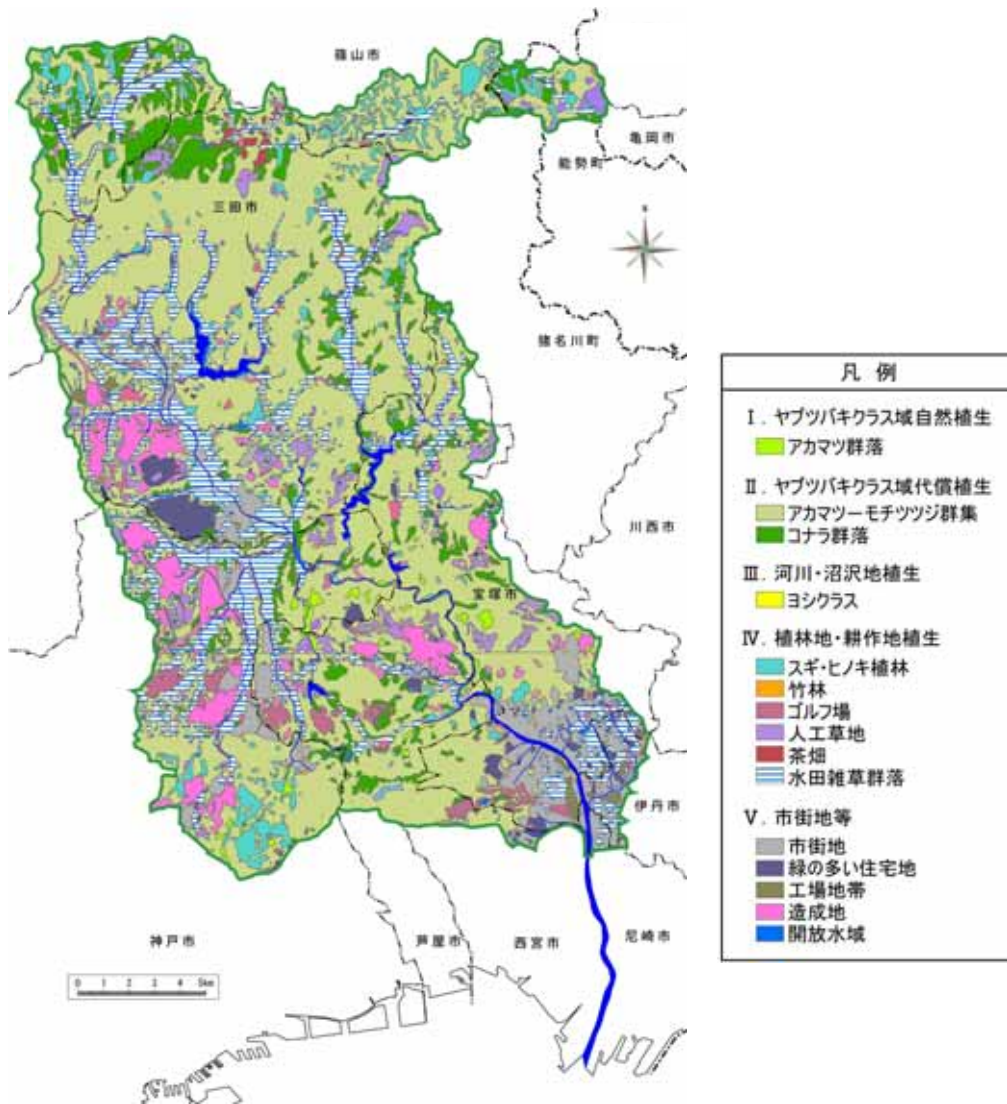 篠山市
亀岡市
能勢町
三田市
N
猪名川町
川西市
宝塚市
伊丹市
神戸市
芦屋市
西宮市
尼崎市
0 1 2 3 4 5km
凡 例
Ⅰ．ヤブツバキクラス域自然植生
アカマツ群落
Ⅱ．ヤブツバキクラス域代償植生
アカマツーモチツツジ群集
コナラ群落
Ⅲ．河川・沼沢地植生
ヨシクラス
Ⅳ．植林地・耕作地植生
スギ・ヒノキ植林
竹林
ゴルフ場
人工草地
茶畑
水田雑草群落
Ⅴ．市街地等
市街地
緑の多い住宅地
工場地帯
造成地
開放水域